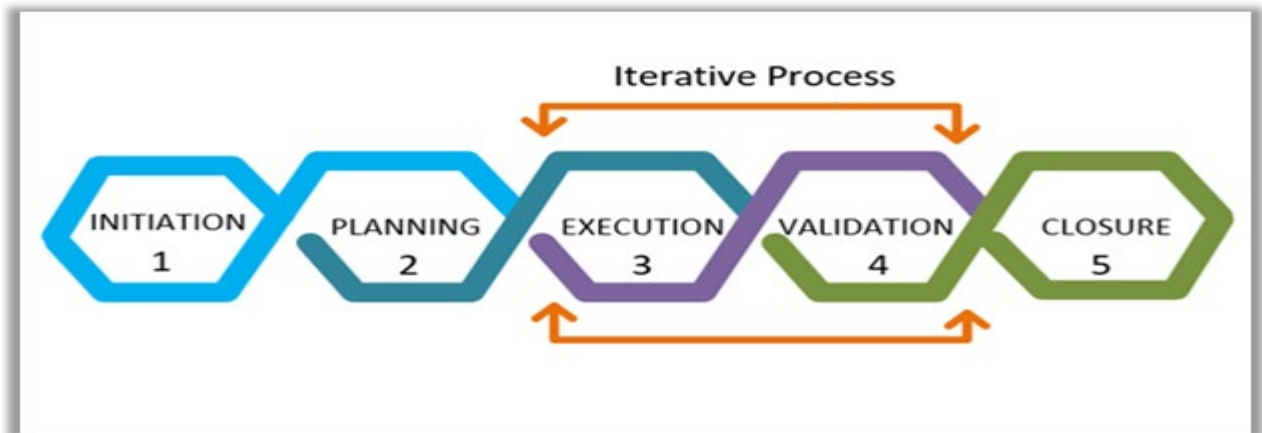 Iterative Process
INITIATION
1
PLANNING
2
EXECUTION
3
VALIDATION
4
CLOSURE
5